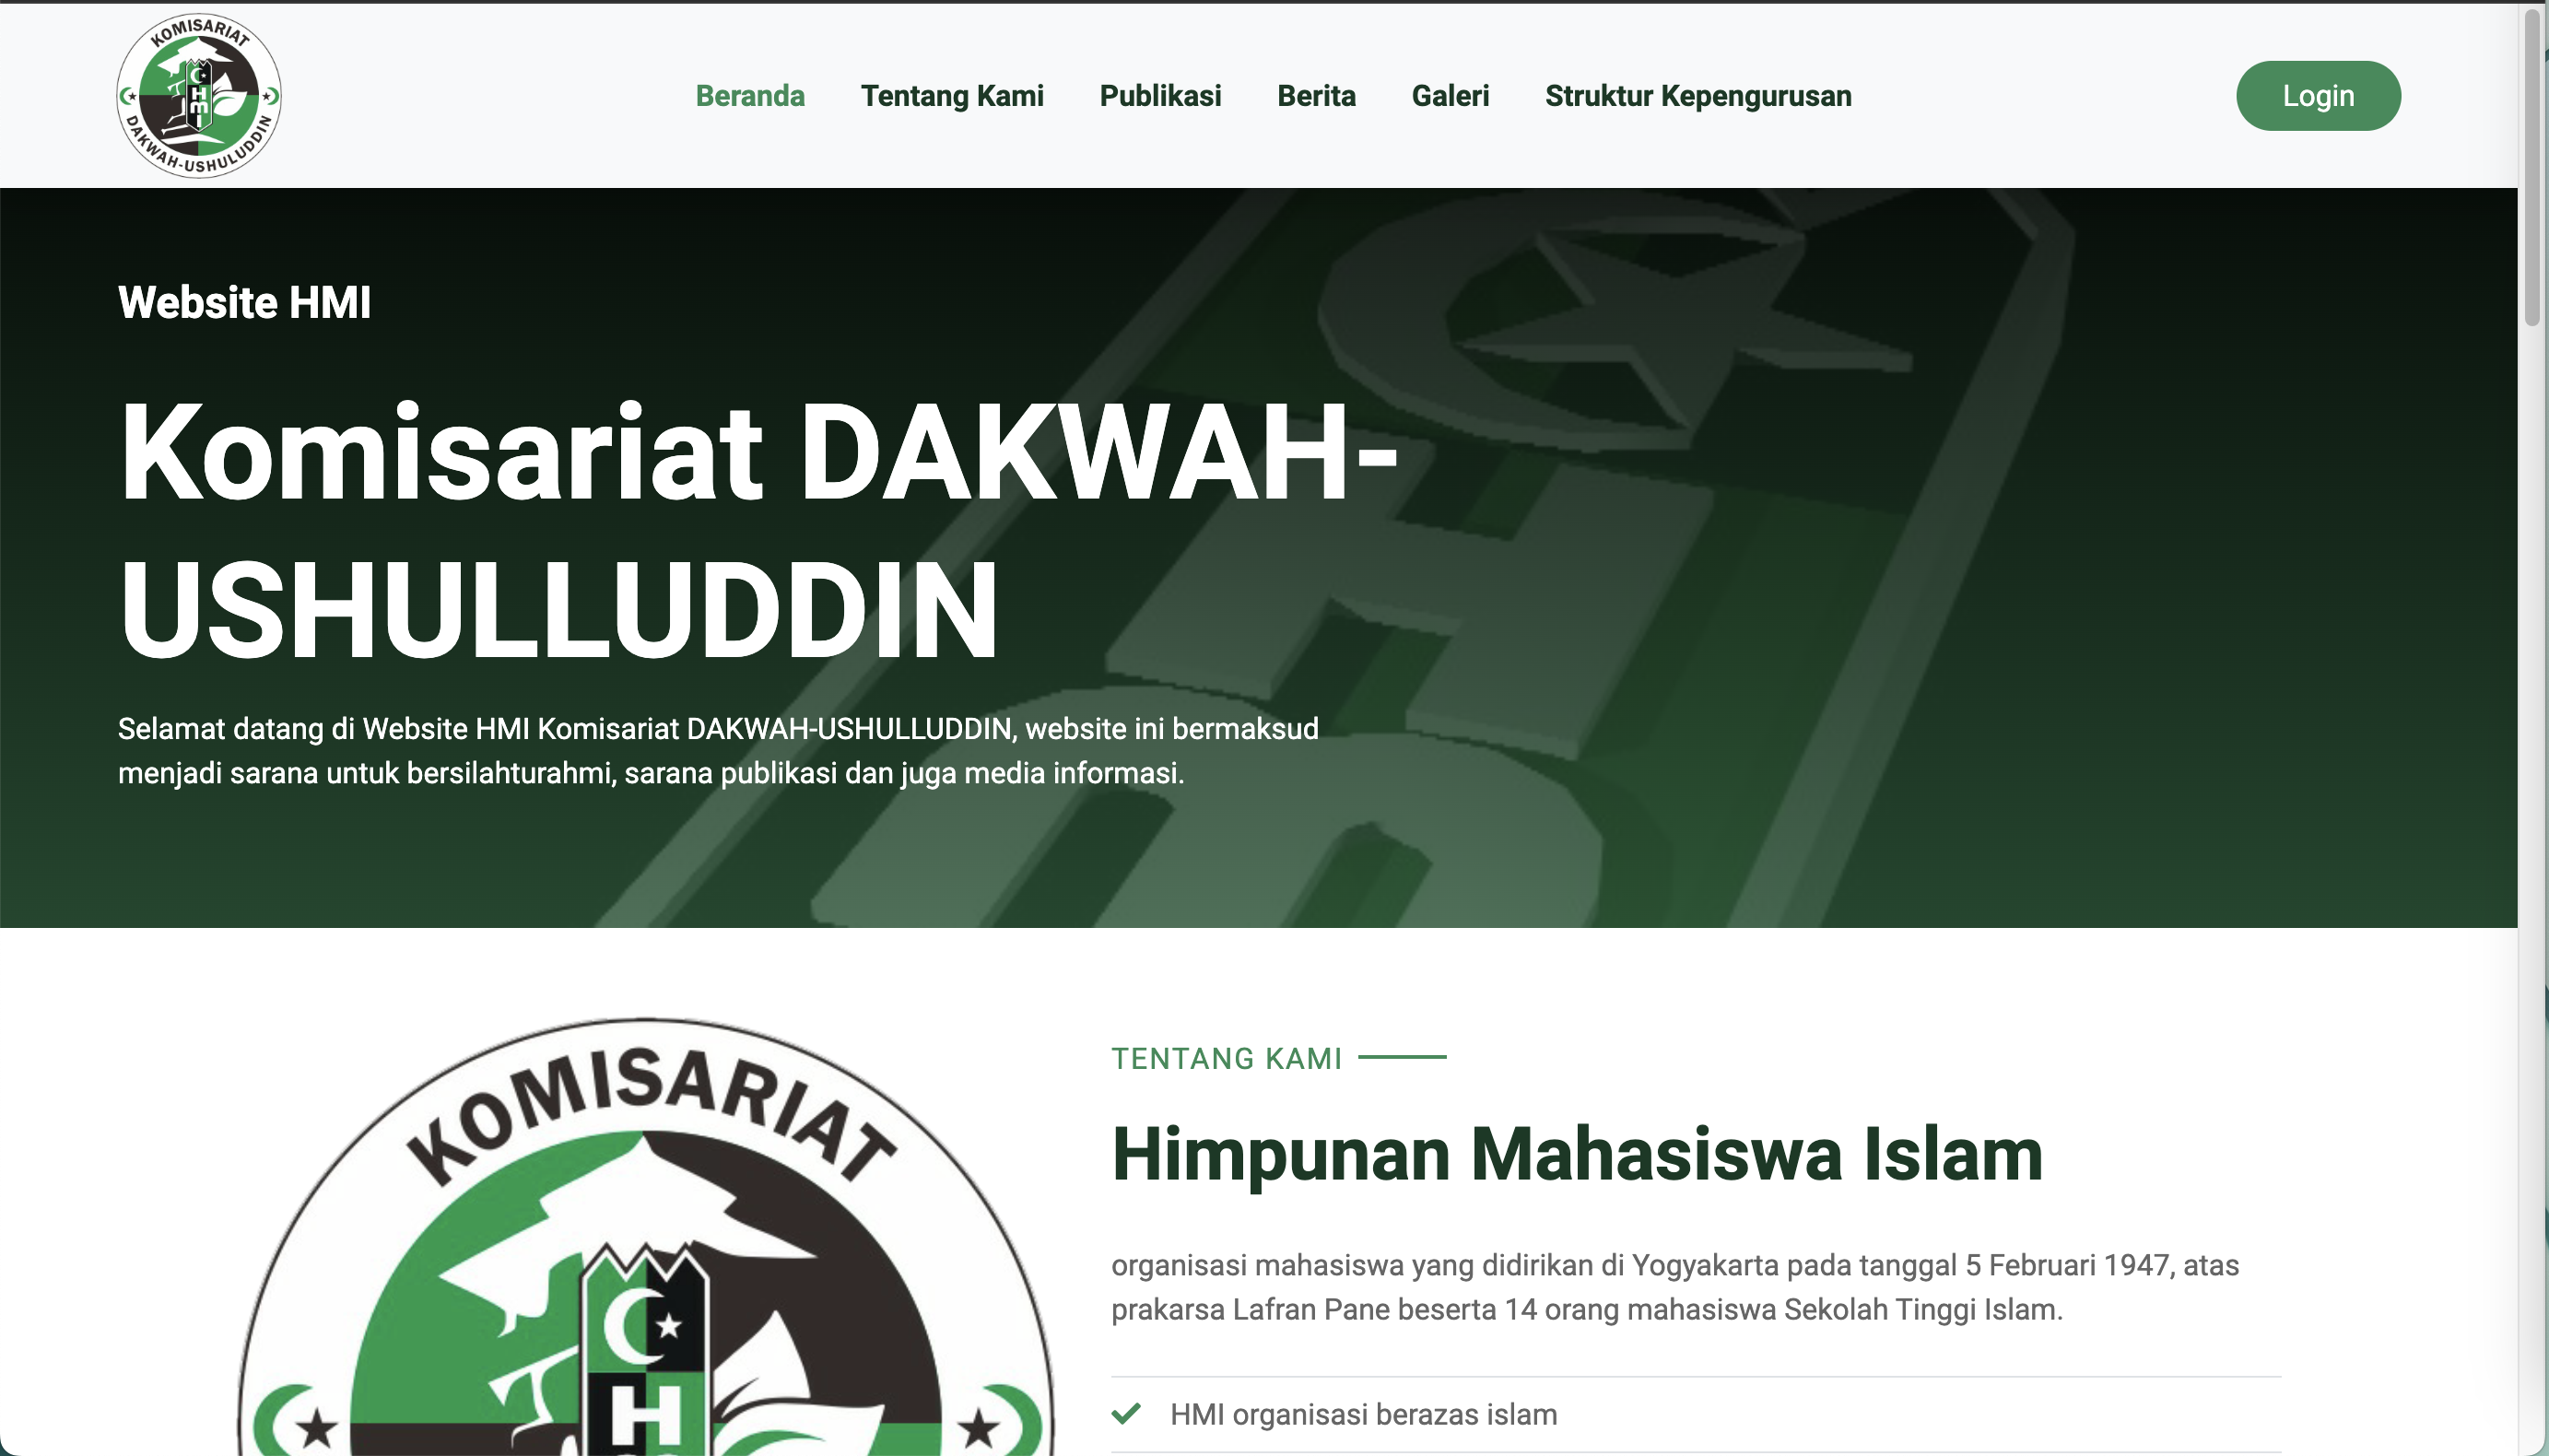 KOMISARIAT
HMI
DAKWAH-USHULUDDIN
Beranda
Tentang Kami
Publikasi
Berita
Galeri
Struktur Kepengurusan
Login
Website HMI
Komisariat DAKWAH-
USHULLUDDIN
Selamat datang di Website HMI Komisariat DAKWAH-USHULLUDDIN, website ini bermaksud
menjadi sarana untuk bersilahturahmi, sarana publikasi dan juga media informasi.
KOMISARIAT
H
TENTANG KAMI
Himpunan Mahasiswa Islam
organisasi mahasiswa yang didirikan di Yogyakarta pada tanggal 5 Februari 1947, atas
prakarsa Lafran Pane beserta 14 orang mahasiswa Sekolah Tinggi Islam.
HMI organisasi berazas islam